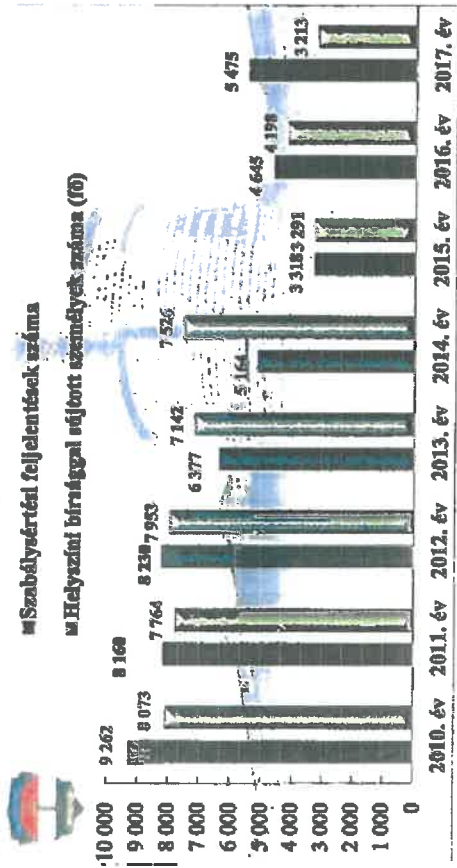 Szabálysértési feljelentések száma
Helyszíni bírsággal sújtott személyek száma (fő)
10 000
9 000
8 000
7 000
6 000
5 000
4 000
3 000
2 000
1 000
0
9 262
8 073
8 160
7 764
8 230
7 953
6 377
7 142
5 164
7 526
3 318
3 291
4 645
4 198
5 475
3 213
2010. év
2011. év
2012. év
2013. év
2014. év
2015. év
2016. év
2017. év